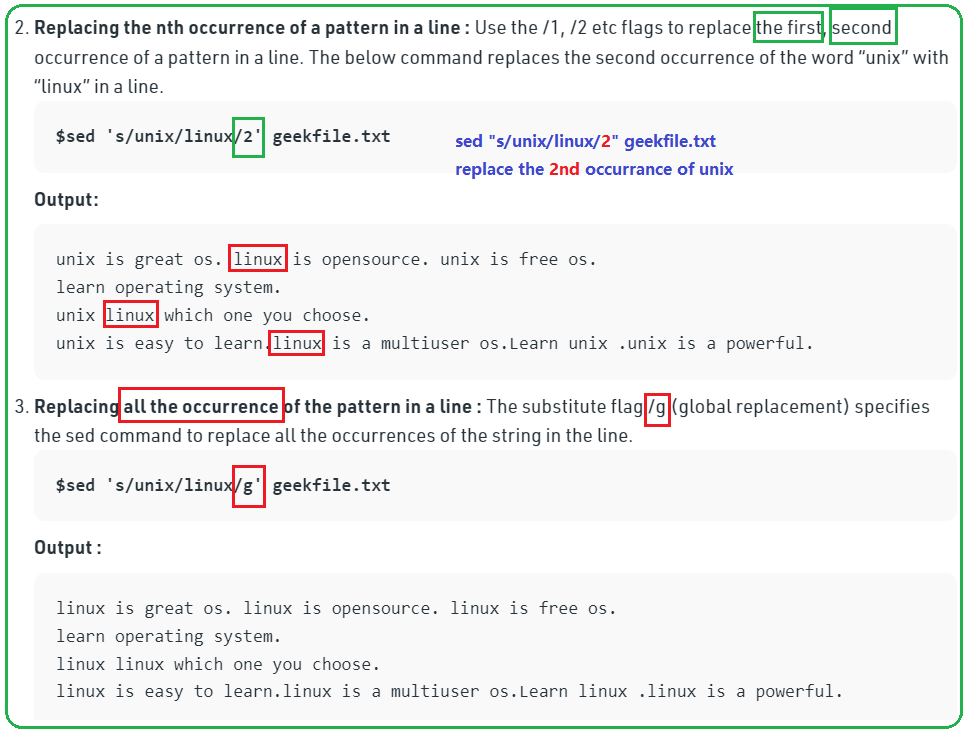 2. Replacing the nth occurrence of a pattern in a line : Use the /1, /2 etc flags to replace the first, second
occurrence of a pattern in a line. The below command replaces the second occurrence of the word “unix” with
“linux” in a line.
$sed 's/unix/linux/2' geekfile.txt
sed "s/unix/linux/2" geekfile.txt
replace the 2nd occurrance of unix
Output:
unix is great os. linux is opensource. unix is free os.
learn operating system.
unix linux which one you choose.
unix is easy to learn.linux is a multiuser os.Learn unix .unix is a powerful.
3. Replacing all the occurrence of the pattern in a line : The substitute flag /g (global replacement) specifies
the sed command to replace all the occurrences of the string in the line.
$sed 's/unix/linux/g' geekfile.txt
Output :
linux is great os. linux is opensource. linux is free os.
learn operating system.
linux linux which one you choose.
linux is easy to learn.linux is a multiuser os.Learn linux .linux is a powerful.